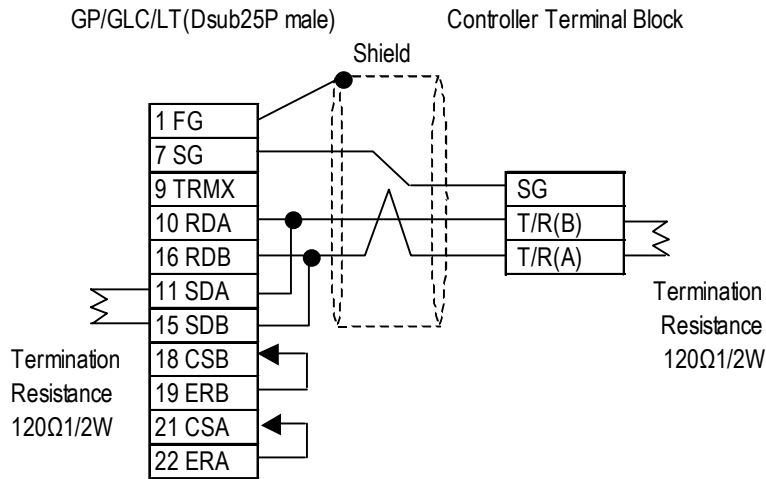 GP/GLC/LT(Dsub25P male)
Controller Terminal Block
Shield
1 FG
7 SG
9 TRMX
10 RDA
16 RDB
11 SDA
15 SDB
18 CSB
19 ERB
21 CSA
22 ERA
SG
T/R(B)
T/R(A)
Termination
Resistance
120Ω1/2W
Termination
Resistance
120Ω1/2W